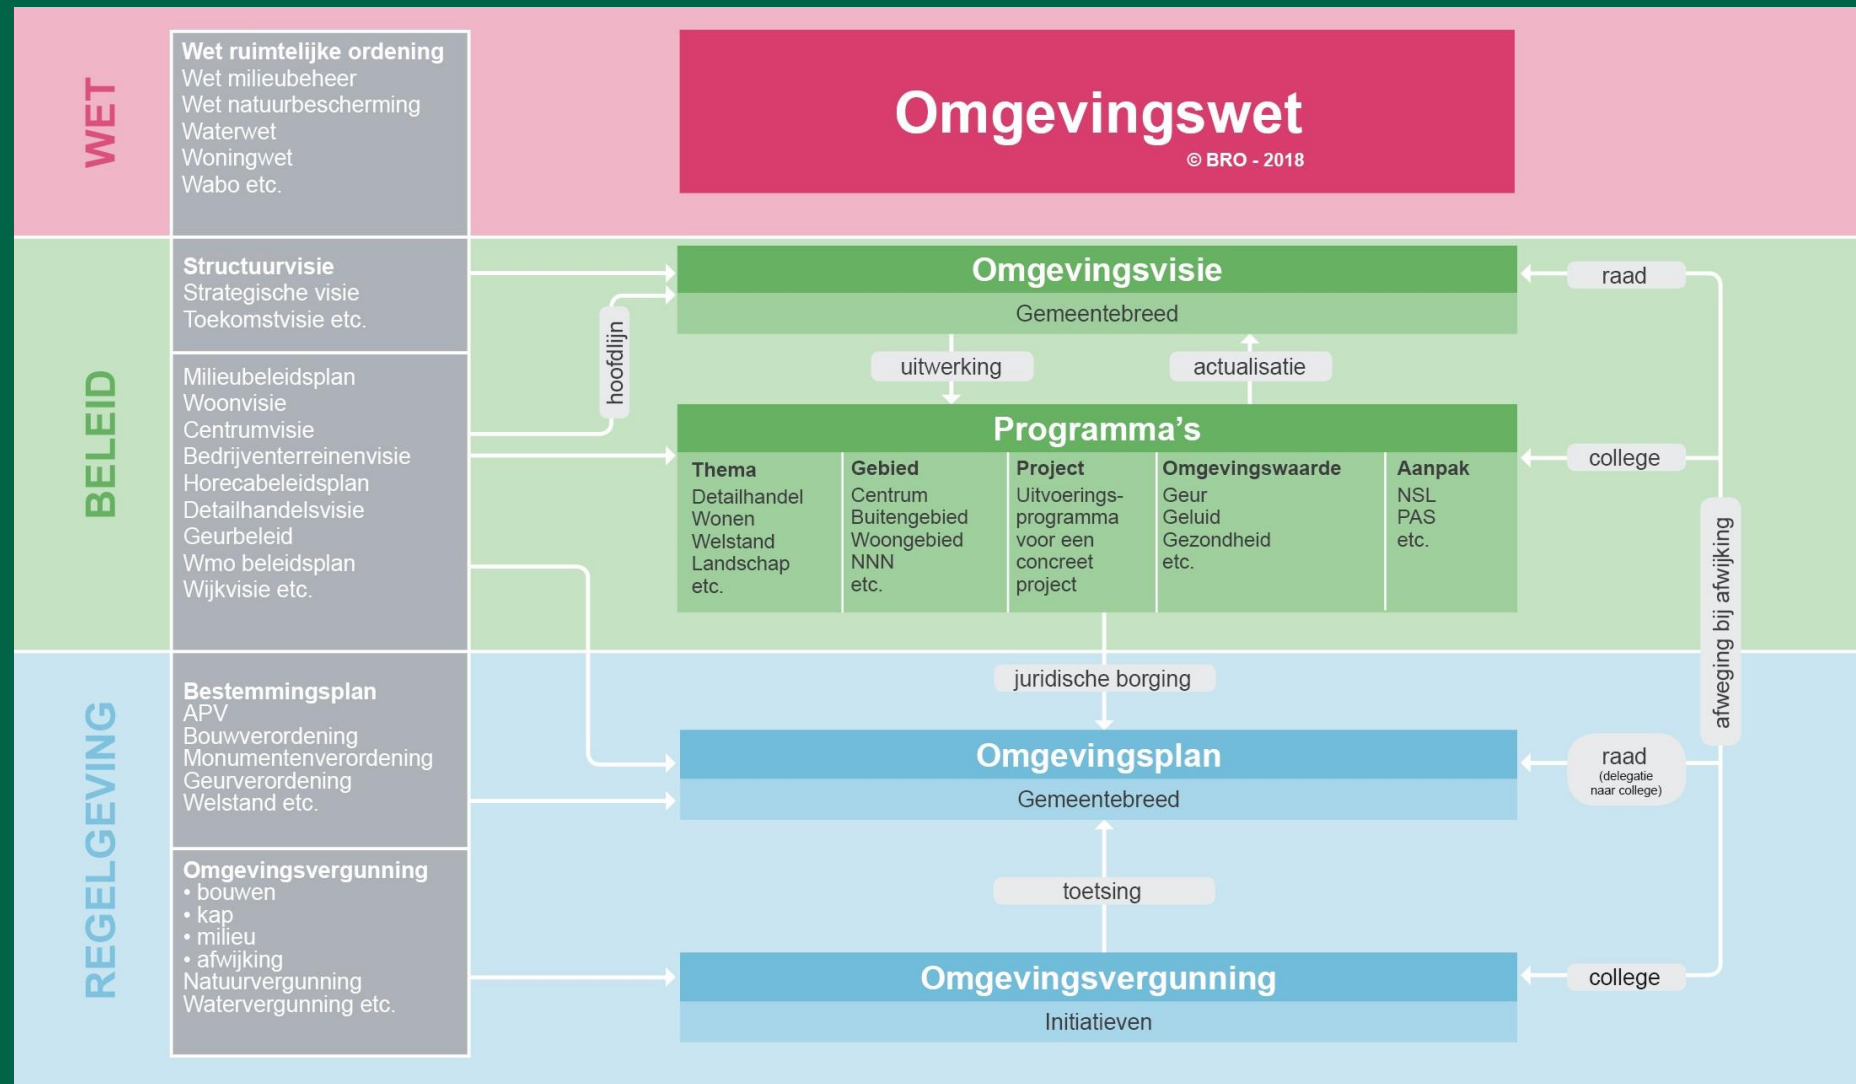 WET
Wet ruimtelijke ordening
Wet milieubeheer
Wet natuurbescherming
Waterwet
Woningwet
Wabo etc.
Omgevingswet
© BRO - 2018
BELEID
Structuurvisie
Strategische visie
Toekomstvisie etc.
Milieubeleidsplan
Woonvisie
Centrumvisie
Bedrijventerreinenvisie
Horecabeleidsplan
Detailhandelsvisie
Geurbeleid
Wmo beleidsplan
Wijkvisie etc.
hoofdlijn
Omgevingsvisie
Gemeentebreed
uitwerking
actualisatie
Programma's
Thema
Detailhandel
Wonen
Welstand
Landschap
etc.
Gebied
Centrum
Buitengebied
Woongebied
NNN
etc.
Project
Uitvoerings-
programma
voor een
concreet
project
Omgevingswaarde
Geur
Geluid
Gezondheid
etc.
Aanpak
NSL
PAS
etc.
raad
college
afweging bij afwijking
REGELGEVING
Bestemmingsplan
APV
Bouwverordening
Monumentenverordening
Geurverordening
Welstand etc.
Omgevingsvergunning
• bouwen
• kap
• milieu
• afwijking
Natuurvergunning
Watervergunning etc.
juridische borging
Omgevingsplan
Gemeentebreed
raad
(delegatie
naar college)
toetsing
Omgevingsvergunning
Initiatieven
college